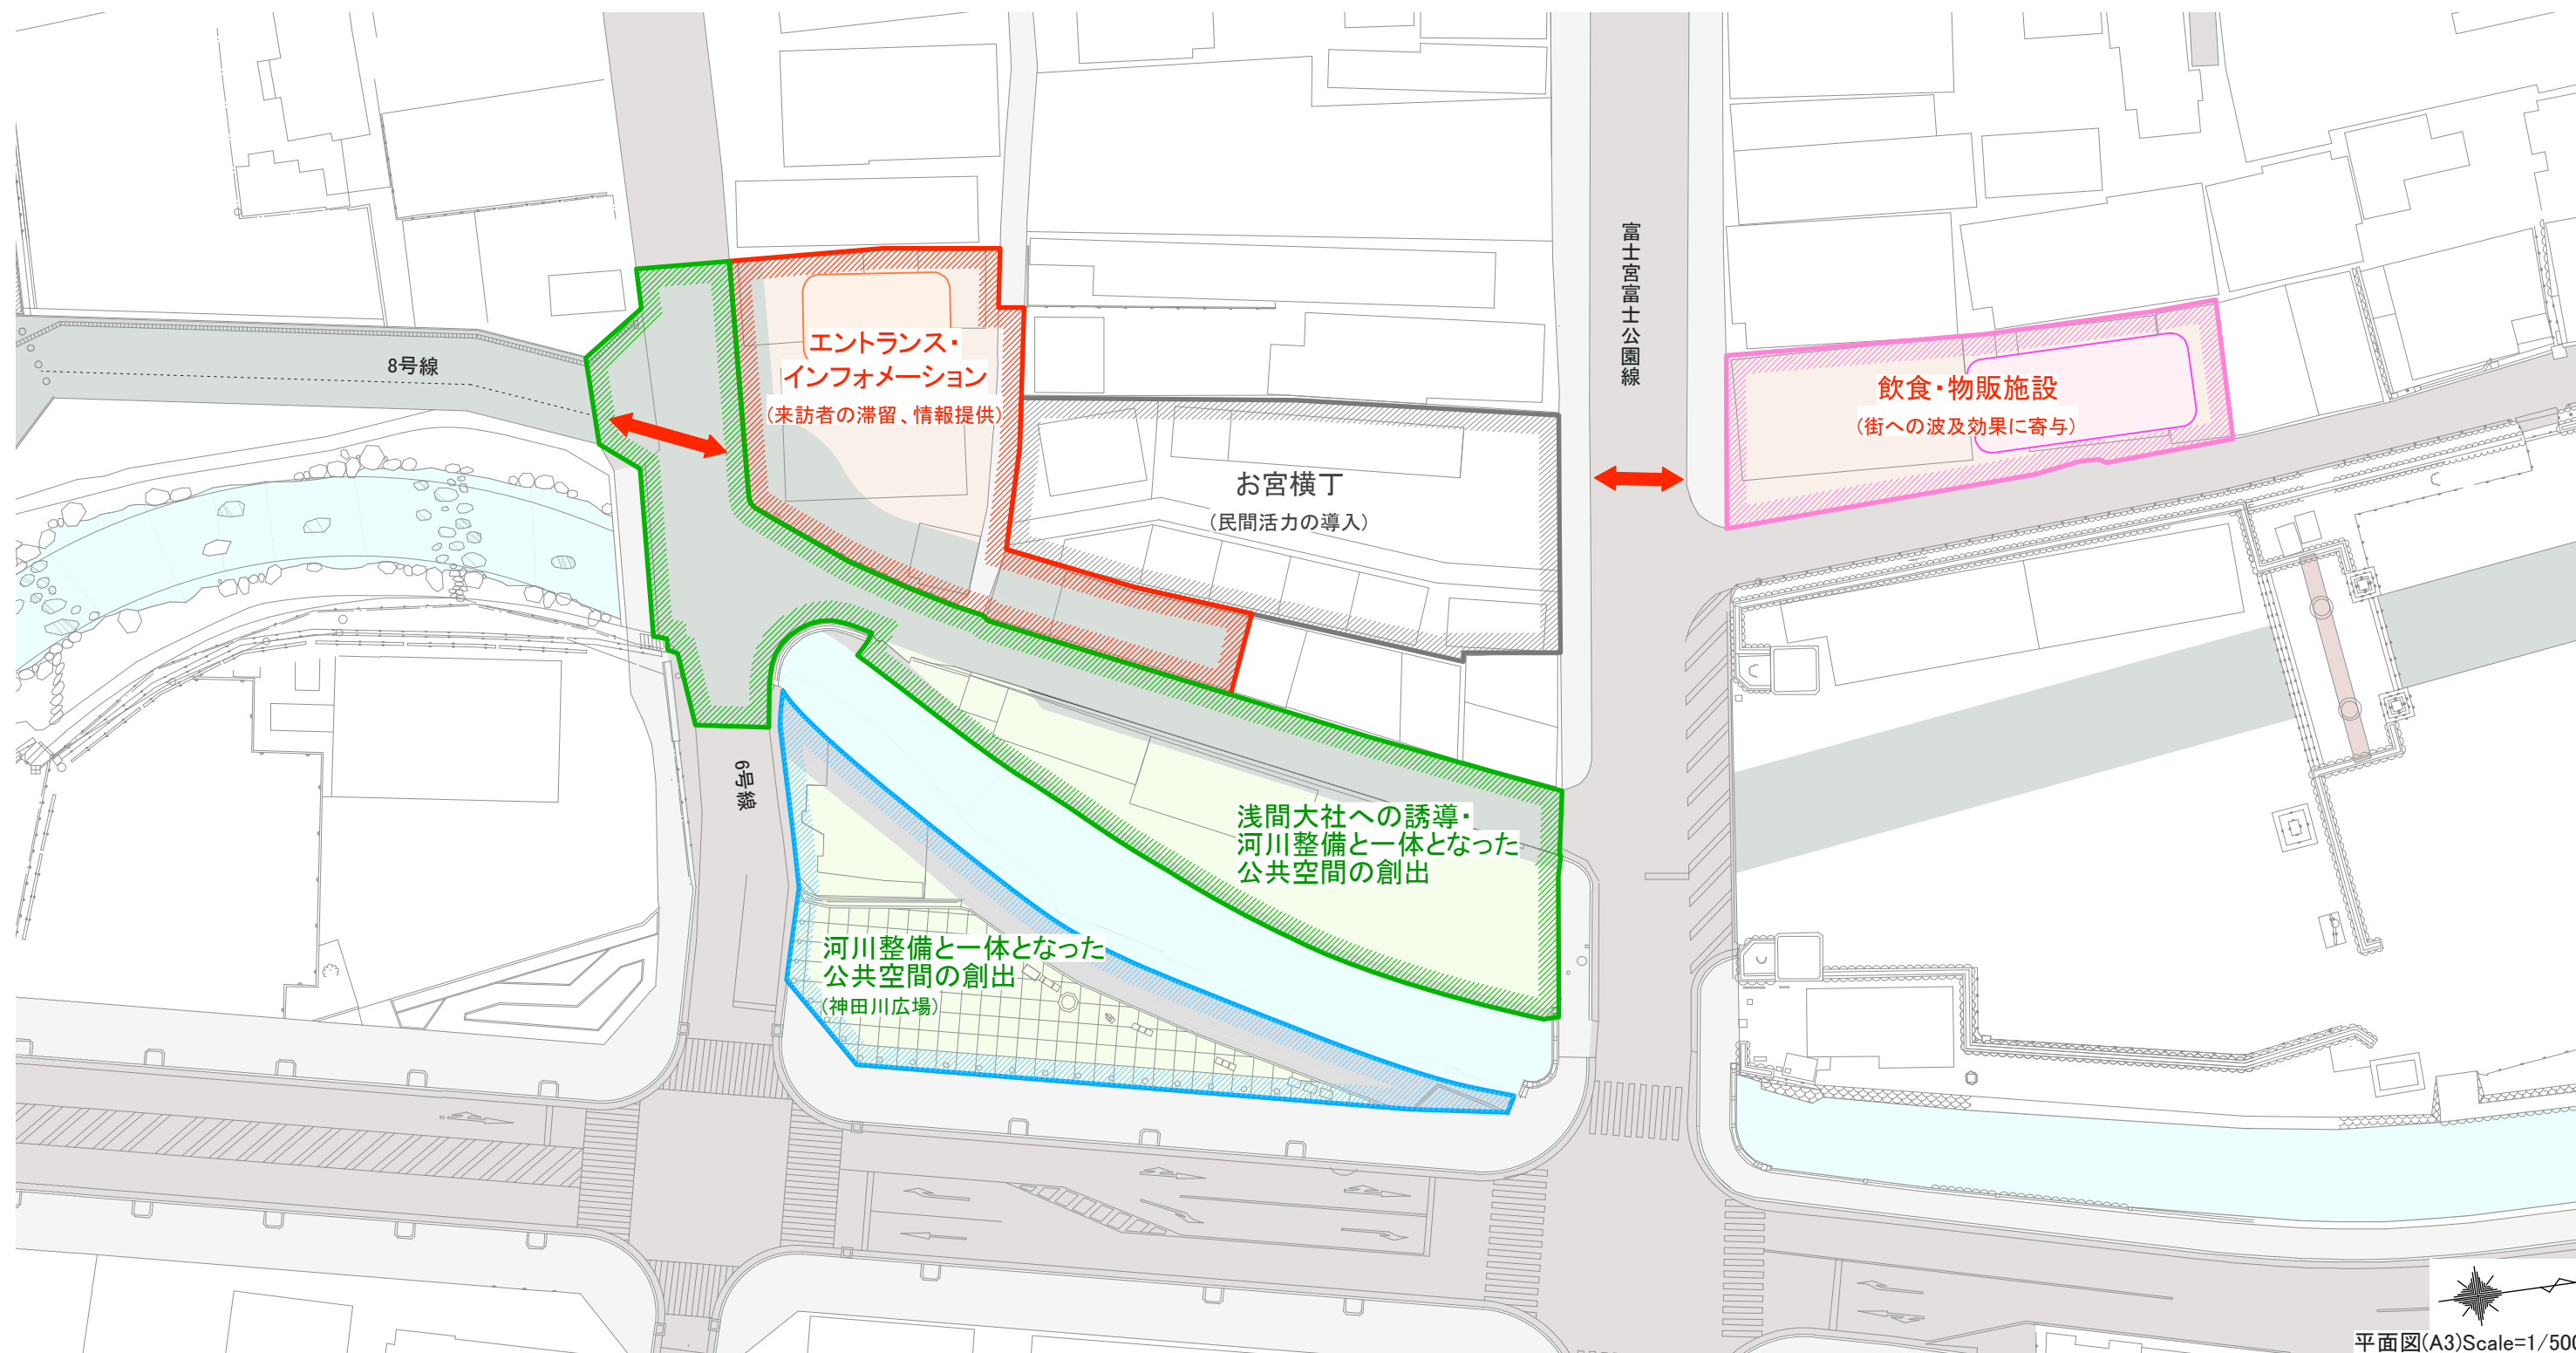 富士宮富士公園線
8号線
エントランス・
インフォメーション
(来訪者の滞留、情報提供)
飲食・物販施設
(街への波及効果に寄与)
お宮横丁
(民間活力の導入)
6号線
浅間大社への誘導・
河川整備と一体となった
公共空間の創出
河川整備と一体となった
公共空間の創出
(神田川広場)
平面図(A3)Scale=1/500